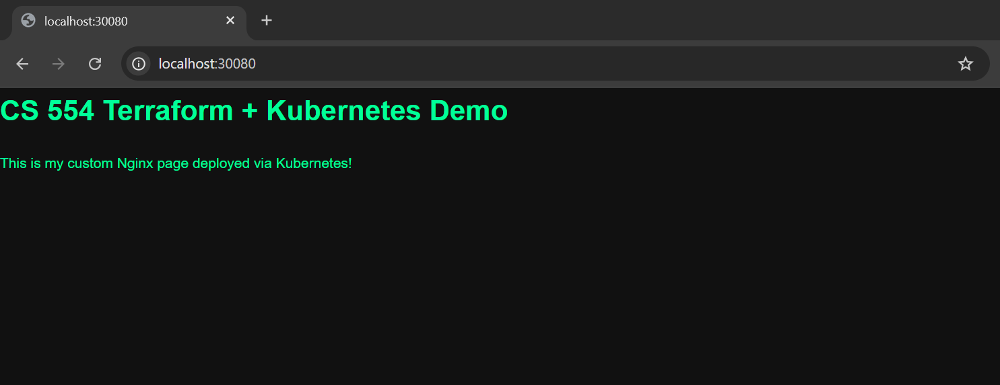 localhost:30080
localhost:30080
CS 554 Terraform + Kubernetes Demo
This is my custom Nginx page deployed via Kubernetes!